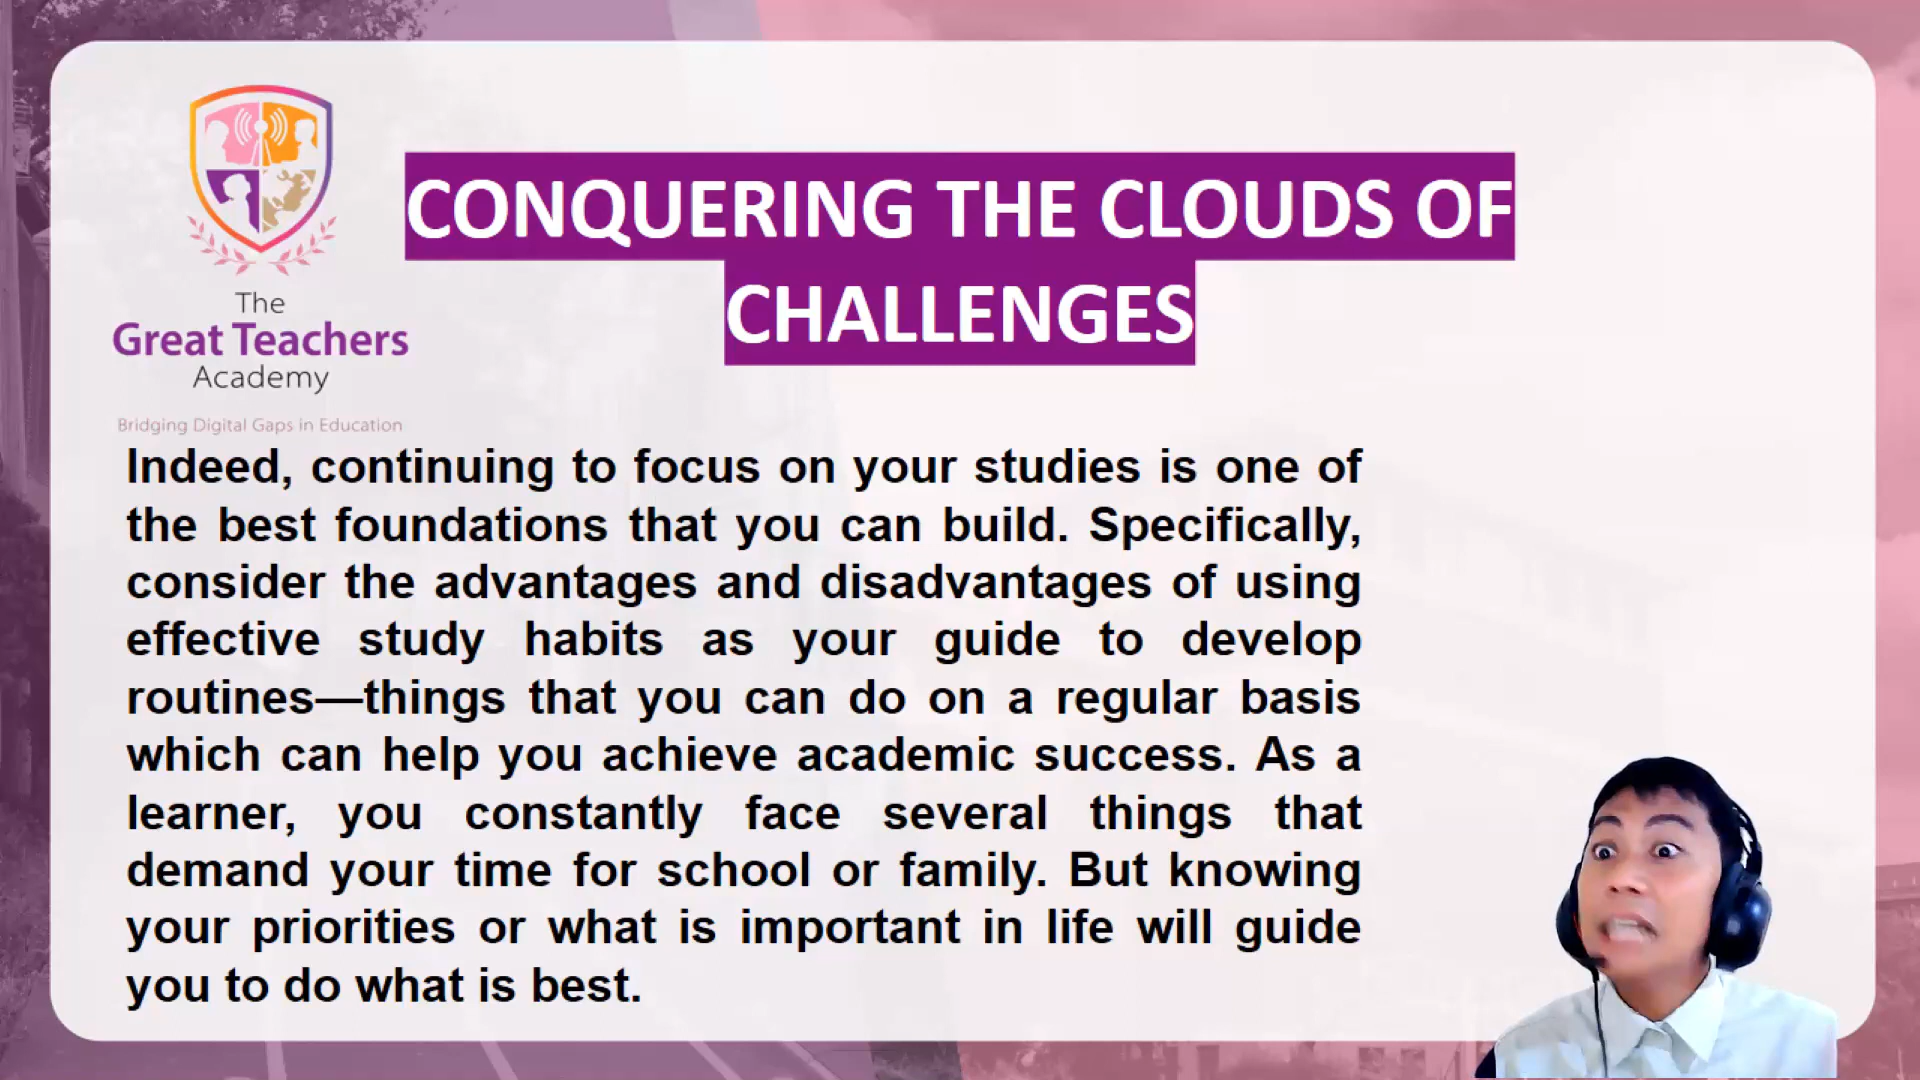 CONQUERING THE CLOUDS OF
CHALLENGES
The
Great Teachers
Academy
Bridging Digital Gaps in Education
Indeed, continuing to focus on your studies is one of
the best foundations that you can build. Specifically,
consider the advantages and disadvantages of using
effective study habits as your guide to develop
routines—things that you can do on a regular basis
which can help you achieve academic success. As a
learner, you constantly face several things that
demand your time for school or family. But knowing
your priorities or what is important in life will guide
you to do what is best.